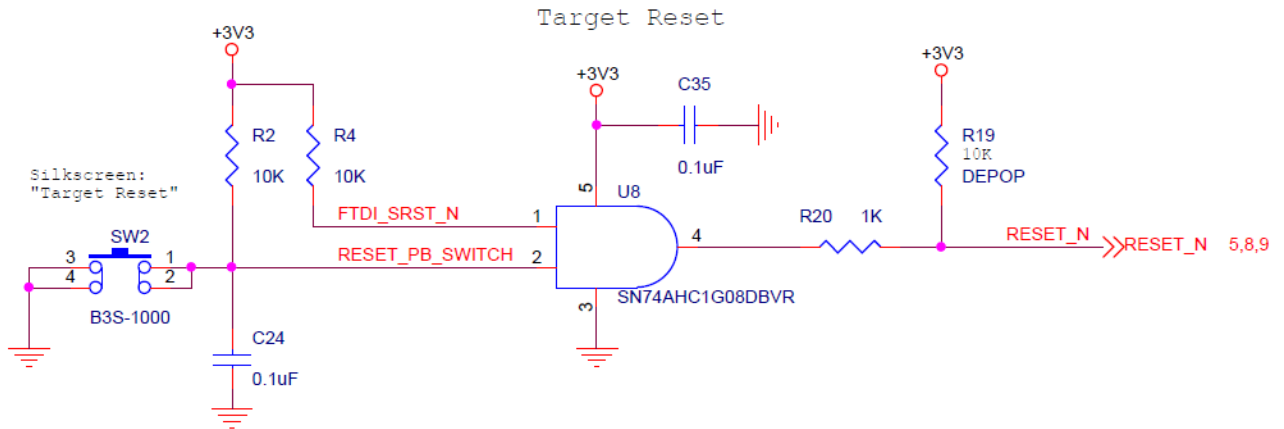 Target Reset
+3V3
+3V3
+3V3
C35
R2
R4
R19
10K
0.1uF
DEPOP
10K
10K
Silkscreen:
"Target Reset"
5
U8
FTDI_SRST_N
1
R20 1K
SW2
RESET_PB_SWITCH
2
4
RESET_N
RESET_N 5,8,9
3
1
4
2
3
SN74AHC1G08DBVR
B3S-1000
C24
0.1uF